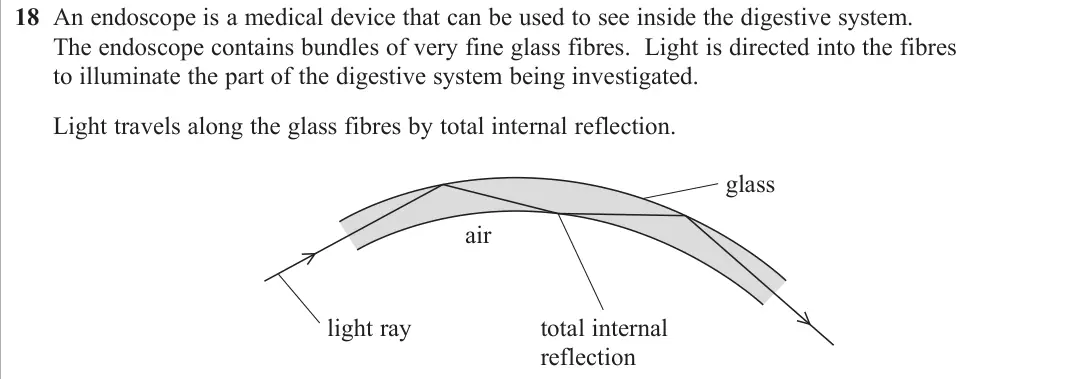 18 An endoscope is a medical device that can be used to see inside the digestive system.
The endoscope contains bundles of very fine glass fibres. Light is directed into the fibres
to illuminate the part of the digestive system being investigated.
Light travels along the glass fibres by total internal reflection.
glass
air
light ray
total internal
reflection